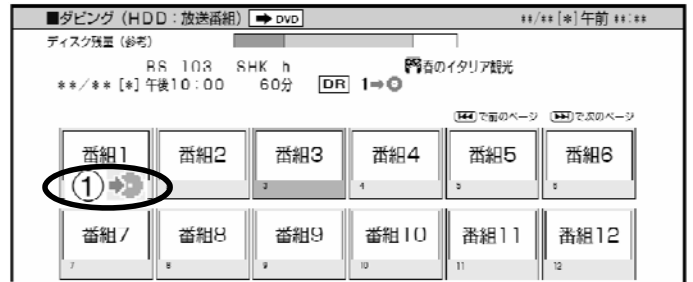 ■ダビング（HDD：放送番組）➡DVD **/**[*]午前 **:**
ディスク残量（参考）
BS 103 SHK h 春のイタリア観光
**/** [*] 午後10:00 60分 DR 1⇒
⏮で前のページ ⏭で次のページ
番組1 番組2 番組3 番組4 番組5 番組6
① 3 4 5 6
番組7 番組8 番組9 番組10 番組11 番組12
7 8 9 10 11 12